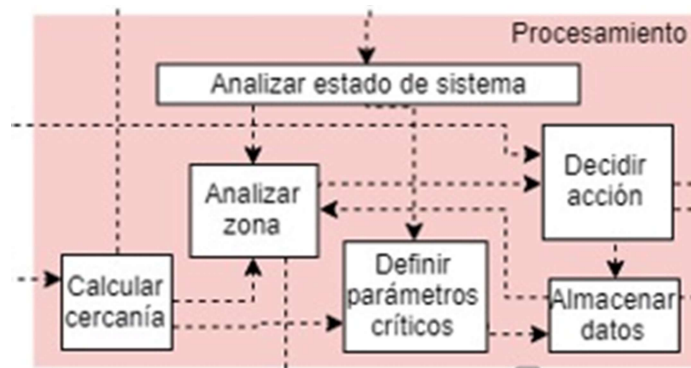 Procesamiento
Analizar estado de sistema
Decidir
acción
Analizar
zona
Definir
parámetros
críticos
Calcular
cercanía
Almacenar
datos